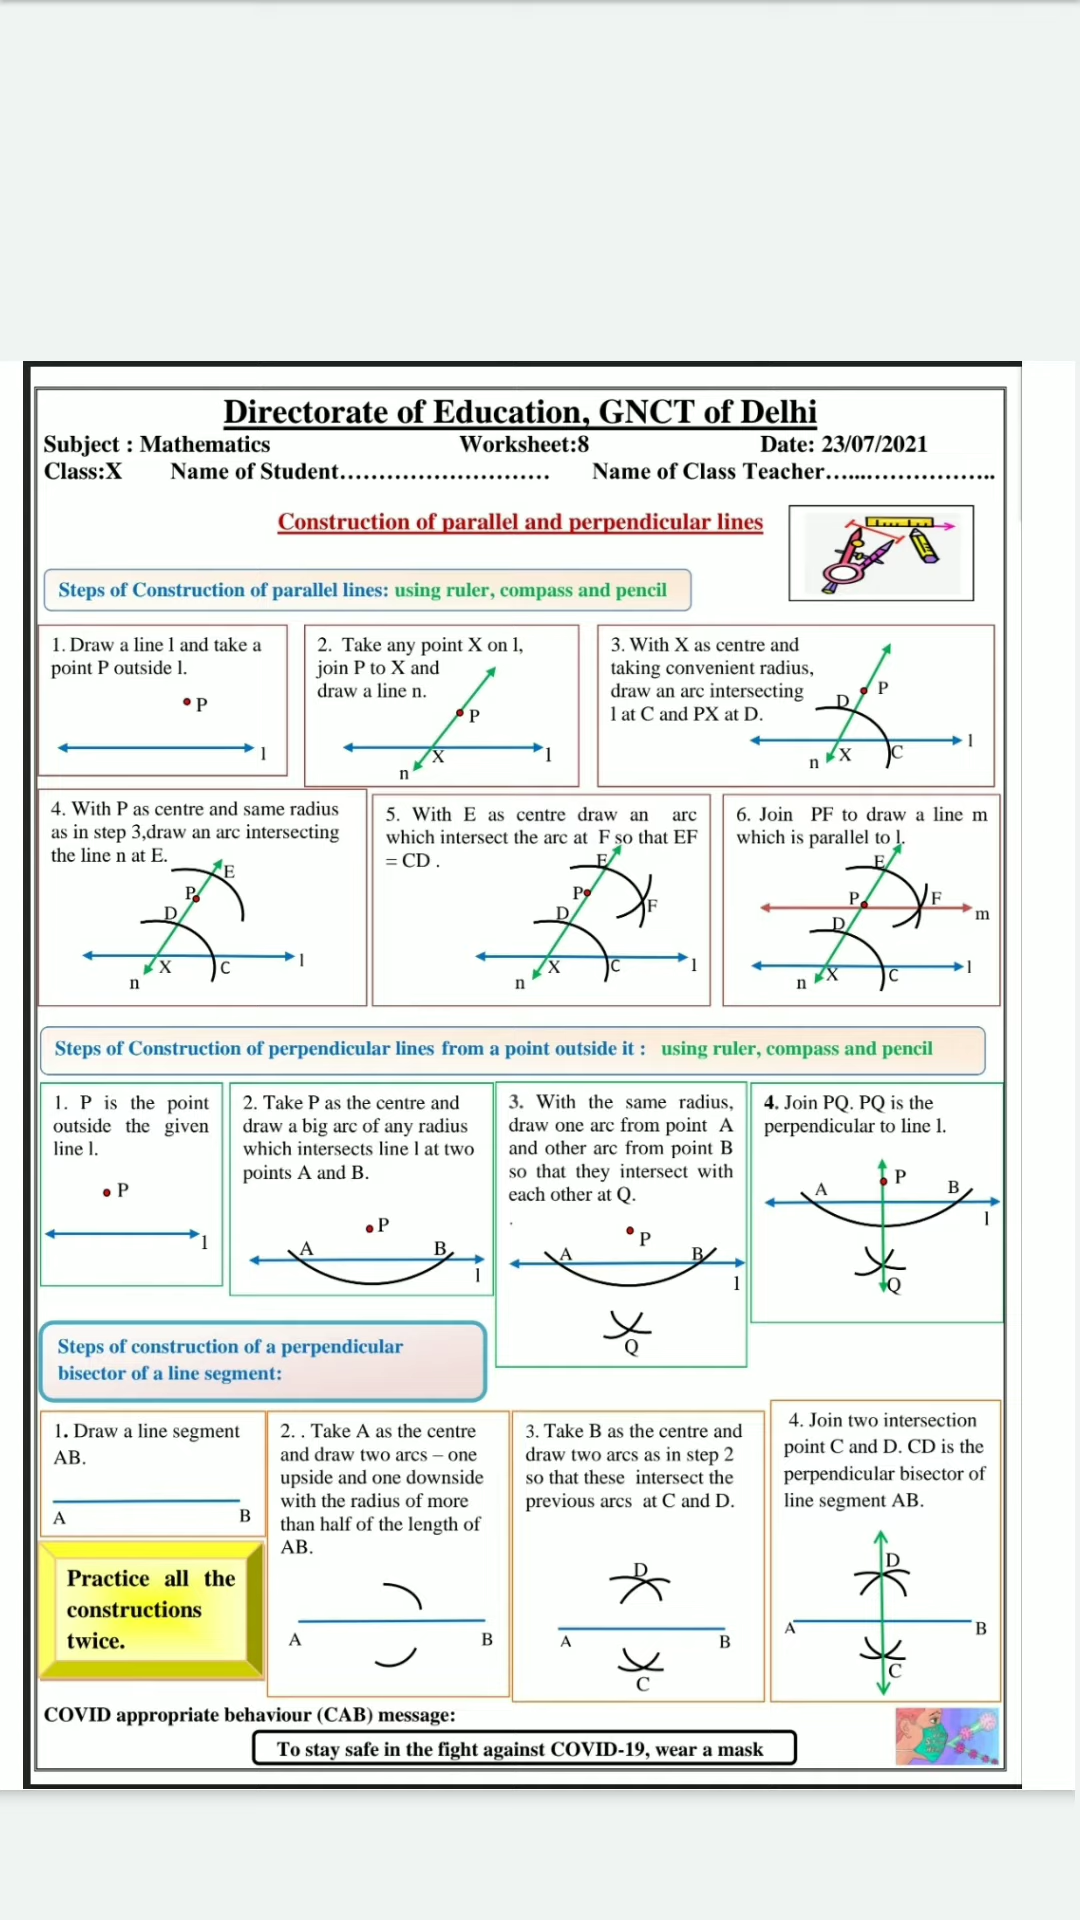 Directorate of Education, GNCT of Delhi
Subject : Mathematics Worksheet:8 Date: 23/07/2021
Class:X Name of Student............................ Name of Class Teacher.......................
Construction of parallel and perpendicular lines
Steps of Construction of parallel lines: using ruler, compass and pencil
1. Draw a line l and take a
point P outside l.
P
l
2. Take any point X on l,
join P to X and
draw a line n.
P
X
l
n
3. With X as centre and
taking convenient radius,
draw an arc intersecting
l at C and PX at D.
P
D
l
X
C
n
4. With P as centre and same radius
as in step 3,draw an arc intersecting
the line n at E.
E
P
D
l
X
C
n
5. With E as centre draw an arc
which intersect the arc at F so that EF
= CD .
E
P
F
D
X
C
l
n
6. Join PF to draw a line m
which is parallel to l.
E
P
F
m
D
l
X
C
n
Steps of Construction of perpendicular lines from a point outside it : using ruler, compass and pencil
1. P is the point
outside the given
line l.
P
l
2. Take P as the centre and
draw a big arc of any radius
which intersects line l at two
points A and B.
P
A B
l
3. With the same radius,
draw one arc from point A
and other arc from point B
so that they intersect with
each other at Q.
P
A B
l
Q
4. Join PQ. PQ is the
perpendicular to line l.
P
A B
l
Q
Steps of construction of a perpendicular
bisector of a line segment:
1. Draw a line segment
AB.
A B
2. . Take A as the centre
and draw two arcs – one
upside and one downside
with the radius of more
than half of the length of
AB.
A B
3. Take B as the centre and
draw two arcs as in step 2
so that these intersect the
previous arcs at C and D.
D
A B
C
4. Join two intersection
point C and D. CD is the
perpendicular bisector of
line segment AB.
D
A B
C
Practice all the
constructions
twice.
COVID appropriate behaviour (CAB) message:
To stay safe in the fight against COVID-19, wear a mask